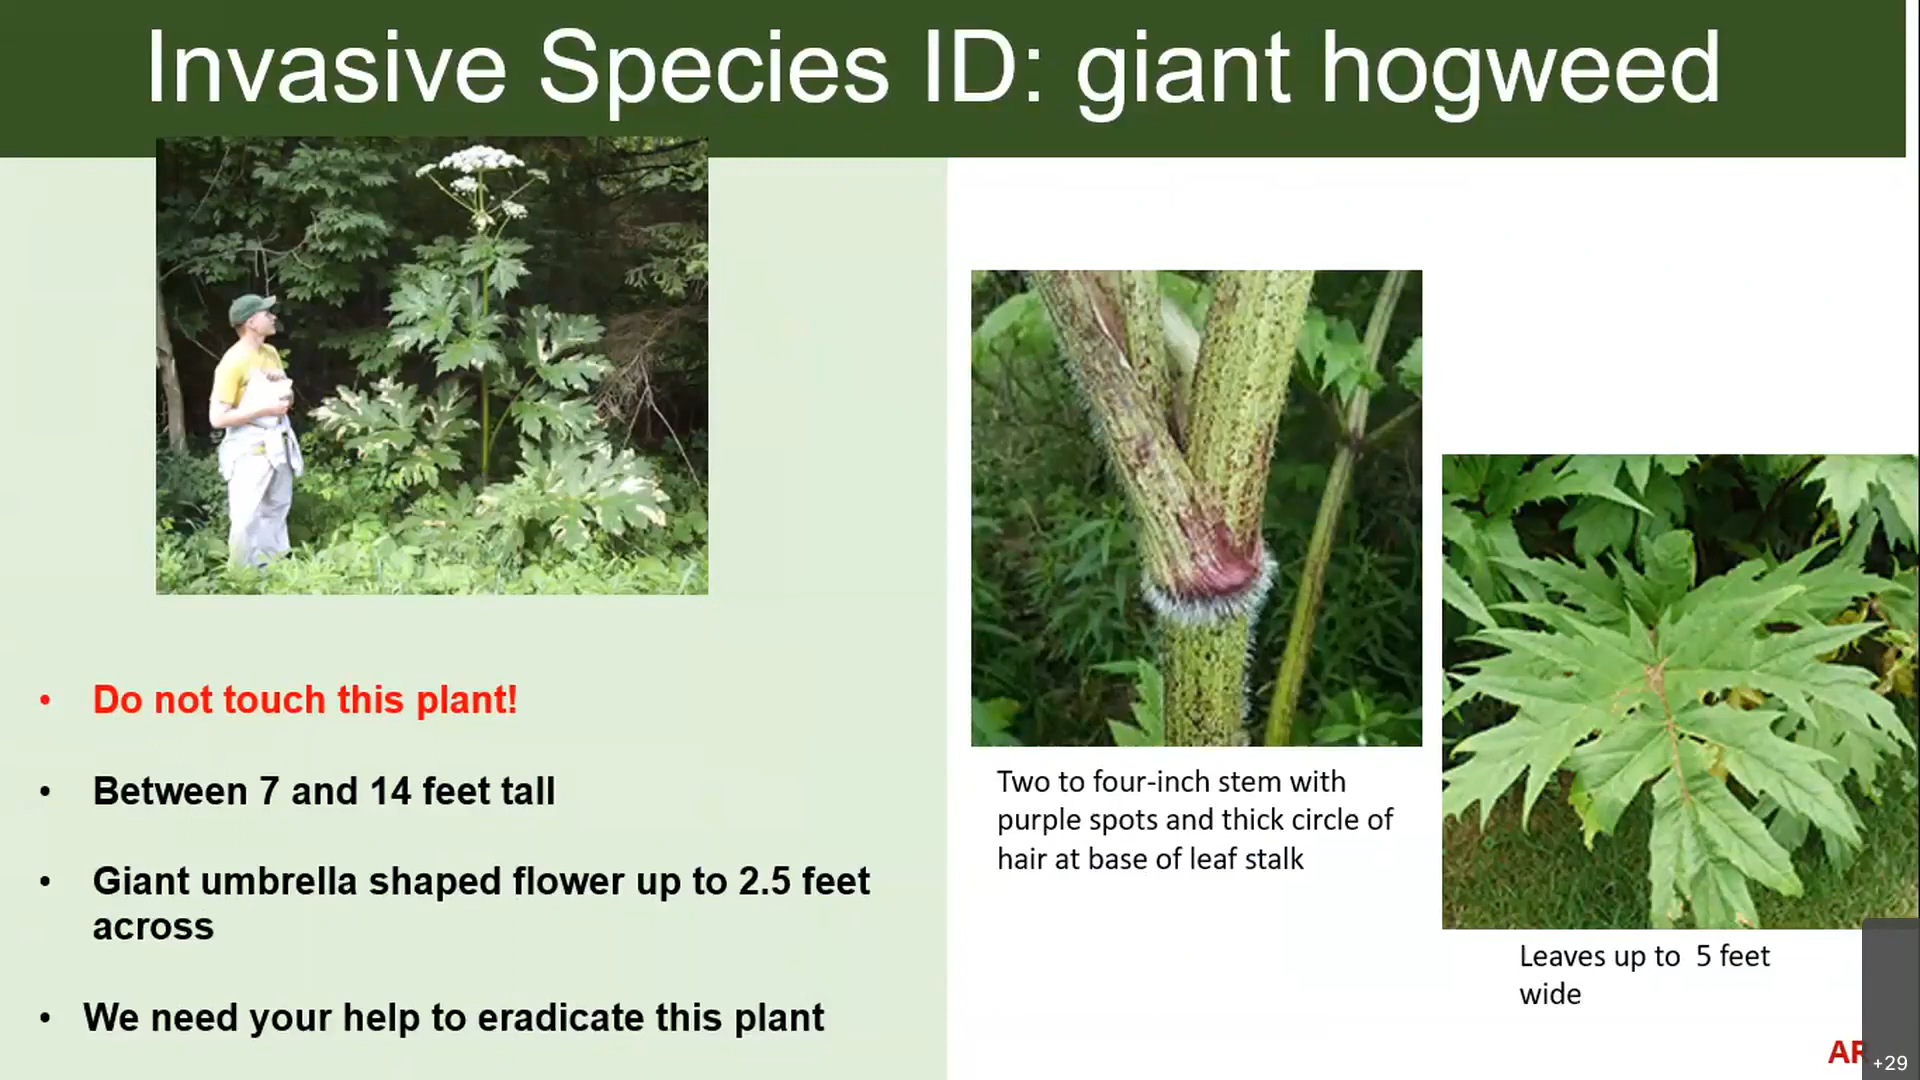 Invasive Species ID: giant hogweed
• Do not touch this plant!
• Between 7 and 14 feet tall
• Giant umbrella shaped flower up to 2.5 feet
across
• We need your help to eradicate this plant
Two to four-inch stem with
purple spots and thick circle of
hair at base of leaf stalk
Leaves up to 5 feet
wide
+29